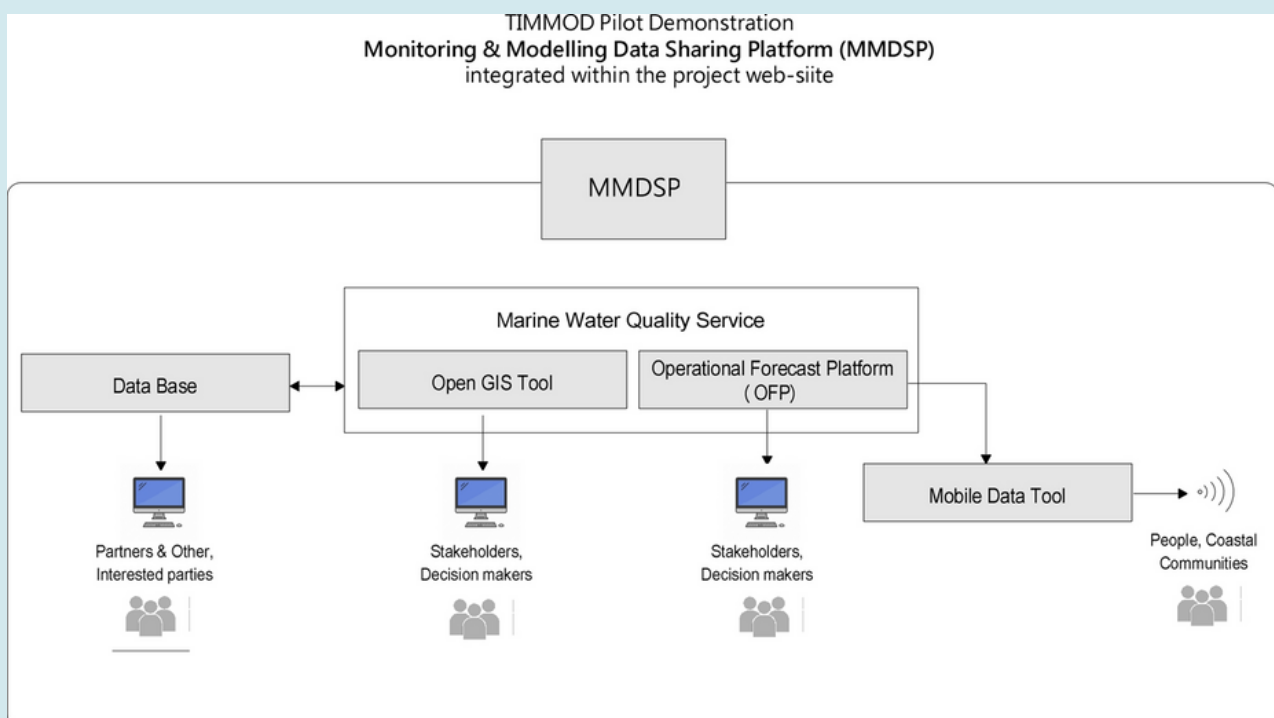 TIMMOD Pilot Demonstration
Monitoring & Modelling Data Sharing Platform (MMDSP)
integrated within the project web-siite
MMDSP
Marine Water Quality Service
Data Base
Open GIS Tool
Operational Forecast Platform
( OFP)
Mobile Data Tool
Partners & Other,
Interested parties
Stakeholders,
Decision makers
Stakeholders,
Decision makers
People, Coastal
Communities